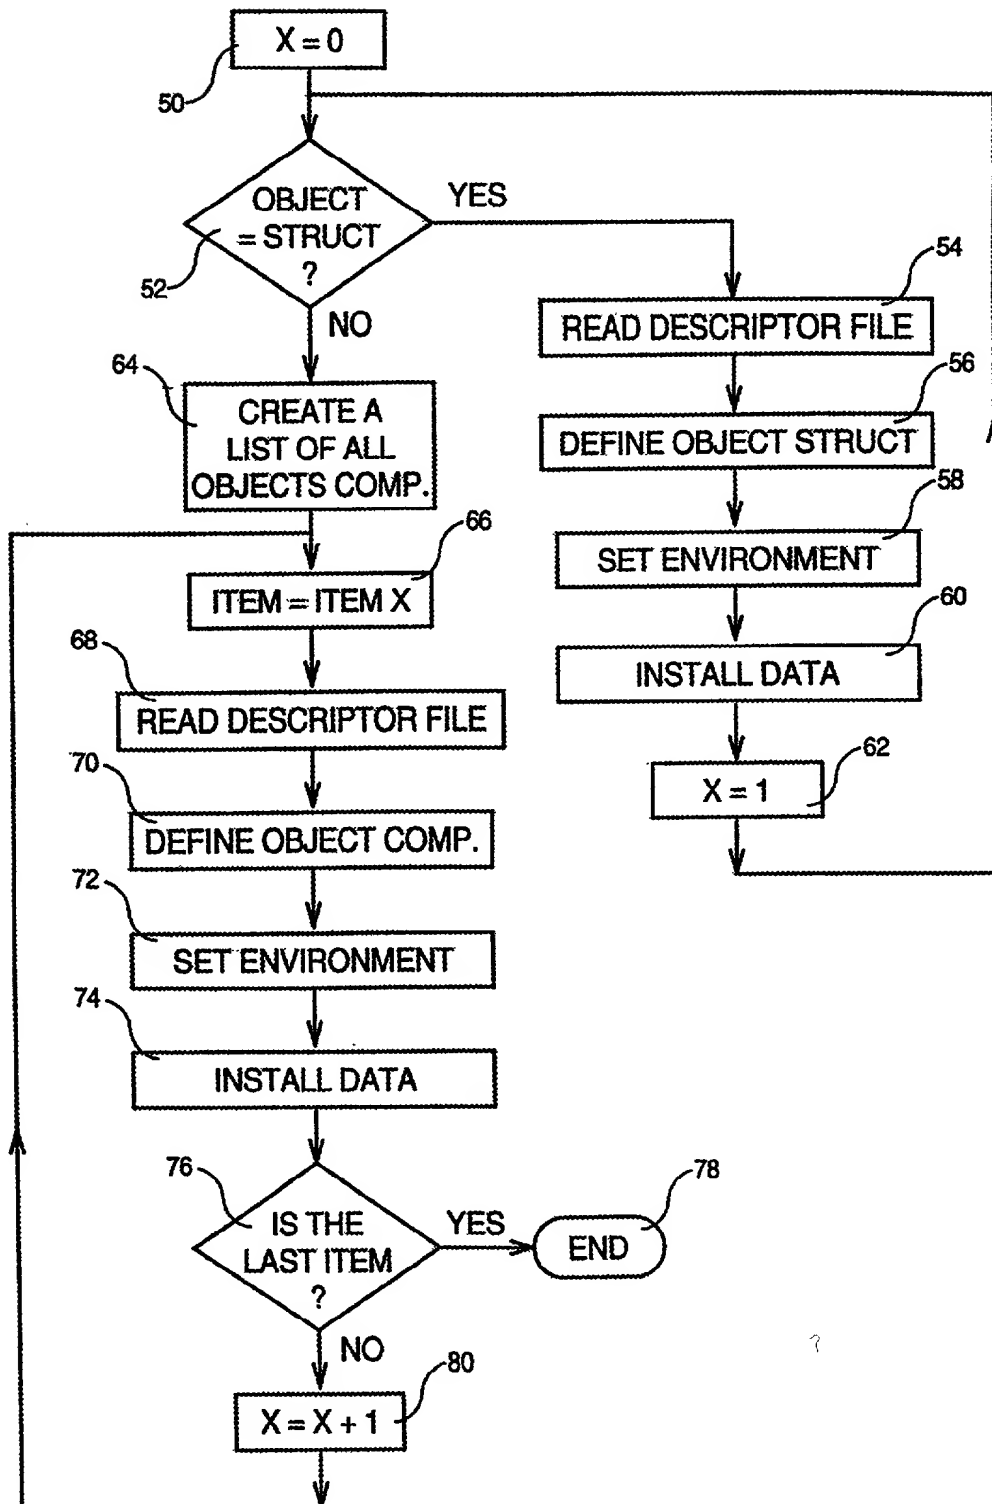 X = 0
50
OBJECT
= STRUCT
?
52
YES
NO
54
READ DESCRIPTOR FILE
56
DEFINE OBJECT STRUCT
58
SET ENVIRONMENT
60
INSTALL DATA
62
X = 1
64
CREATE A
LIST OF ALL
OBJECTS COMP.
66
ITEM = ITEM X
68
READ DESCRIPTOR FILE
70
DEFINE OBJECT COMP.
72
SET ENVIRONMENT
74
INSTALL DATA
76
IS THE
LAST ITEM
?
YES
78
END
NO
80
X = X + 1